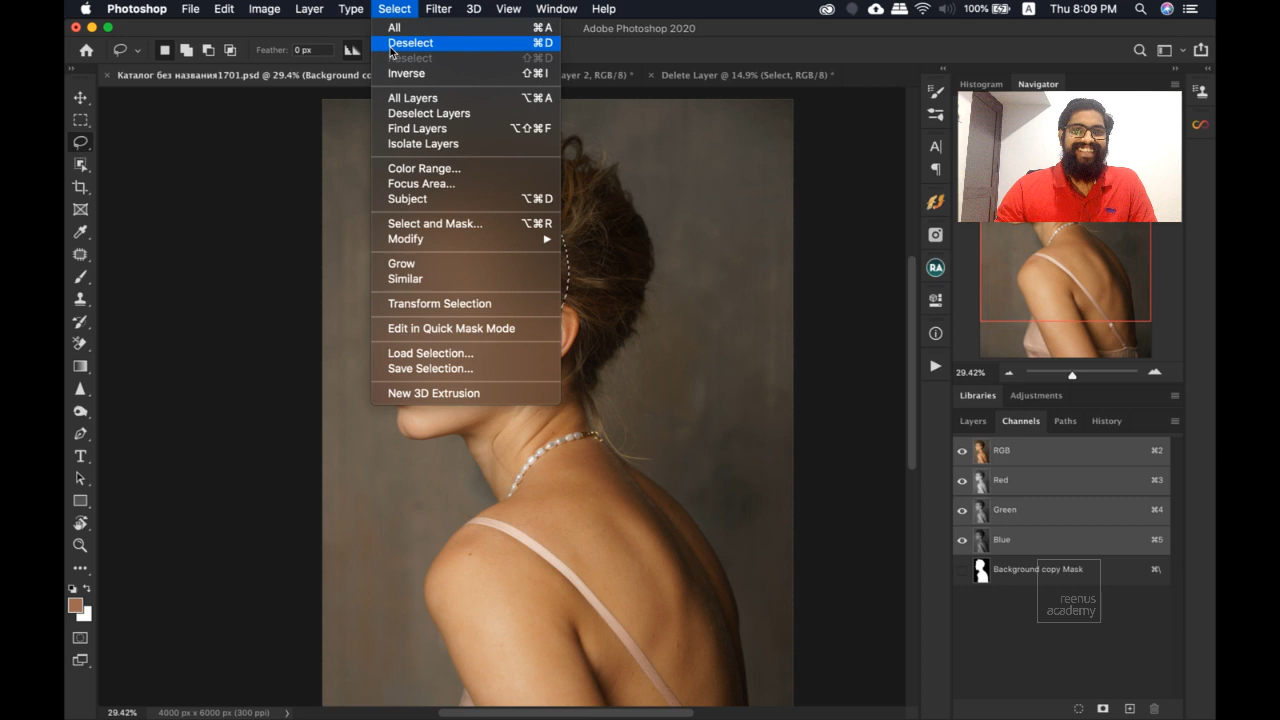 Photoshop File Edit Image Layer Type Select Filter 3D View Window Help 100% A Thu 8:09 PM
Adobe Photoshop 2020
Feather: 0 px
× Каталог без названия1701.psd @ 29.4% (Background co
ayer 2, RGB/8) *
× Delete Layer @ 14.9% (Select, RGB/8) *
All ⌘A
Deselect ⌘D
Reselect ⇧⌘D
Inverse ⇧⌘I
All Layers ⌥⌘A
Deselect Layers
Find Layers ⌥⇧⌘F
Isolate Layers
Color Range...
Focus Area...
Subject ⌥⌘D
Select and Mask... ⌥⌘R
Modify ▶
Grow
Similar
Transform Selection
Edit in Quick Mask Mode
Load Selection...
Save Selection...
New 3D Extrusion
Histogram Navigator
RA
29.42%
Libraries Adjustments
Layers Channels Paths History
RGB ⌘2
Red ⌘3
Green ⌘4
Blue ⌘5
Background copy Mask ⌘\
reenus
academy
29.42% 4000 px x 6000 px (300 ppi)